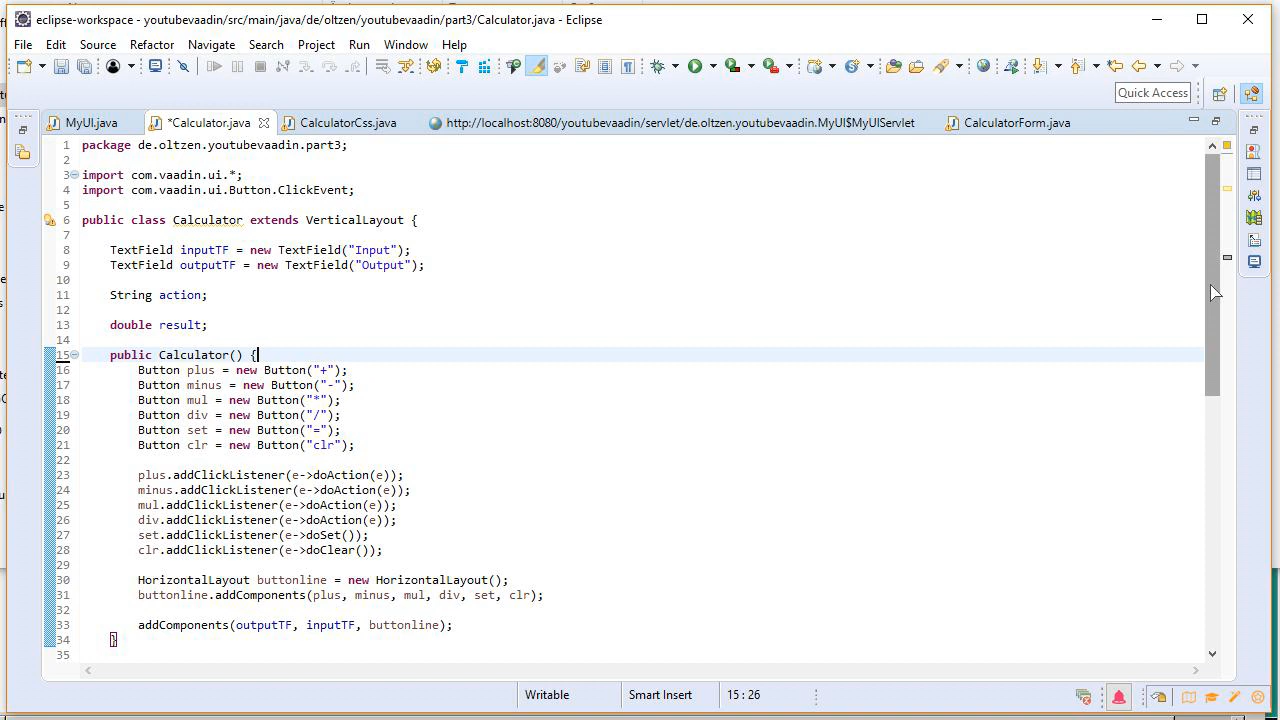 eclipse-workspace - youtubevaadin/src/main/java/de/oltzen/youtubevaadin/part3/Calculator.java - Eclipse
File Edit Source Refactor Navigate Search Project Run Window Help
Quick Access
MyUI.java *Calculator.java CalculatorCss.java http://localhost:8080/youtubevaadin/servlet/de.oltzen.youtubevaadin.MyUI$MyUIServlet CalculatorForm.java
1 package de.oltzen.youtubevaadin.part3;
2
3 import com.vaadin.ui.*;
4 import com.vaadin.ui.Button.ClickEvent;
5
6 public class Calculator extends VerticalLayout {
7
8 TextField inputTF = new TextField("Input");
9 TextField outputTF = new TextField("Output");
10
11 String action;
12
13 double result;
14
15 public Calculator() {
16 Button plus = new Button("+");
17 Button minus = new Button("-");
18 Button mul = new Button("*");
19 Button div = new Button("/");
20 Button set = new Button("=");
21 Button clr = new Button("clr");
22
23 plus.addClickListener(e->doAction(e));
24 minus.addClickListener(e->doAction(e));
25 mul.addClickListener(e->doAction(e));
26 div.addClickListener(e->doAction(e));
27 set.addClickListener(e->doSet());
28 clr.addClickListener(e->doClear());
29
30 HorizontalLayout buttonline = new HorizontalLayout();
31 buttonline.addComponents(plus, minus, mul, div, set, clr);
32
33 addComponents(outputTF, inputTF, buttonline);
34 }
35
Writable Smart Insert 15 : 26